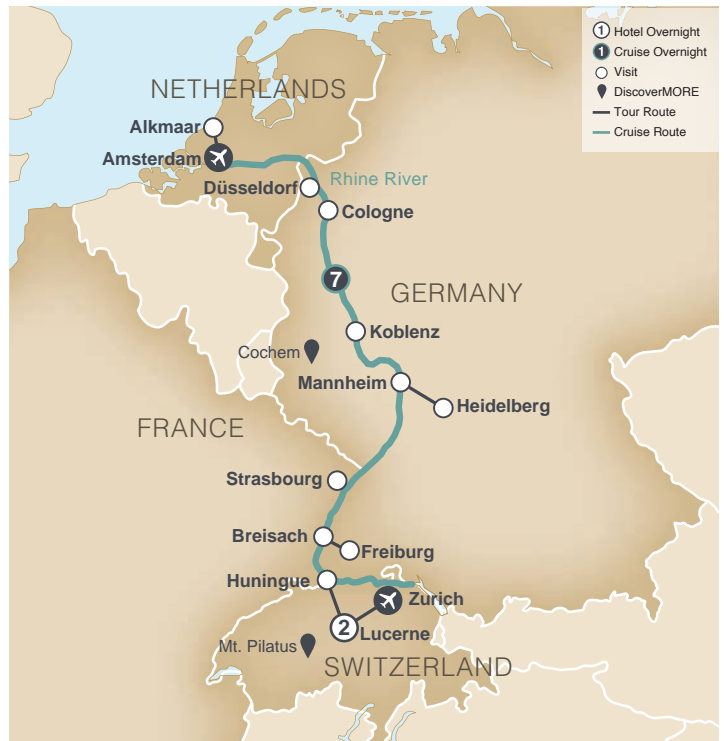 1 Hotel Overnight
1 Cruise Overnight
Visit
DiscoverMORE
Tour Route
Cruise Route
NETHERLANDS
Alkmaar
Amsterdam
Düsseldorf
Rhine River
Cologne
7
GERMANY
Koblenz
Cochem
Mannheim
Heidelberg
FRANCE
Strasbourg
Breisach
Freiburg
Huningue
Zurich
2
Lucerne
Mt. Pilatus
SWITZERLAND